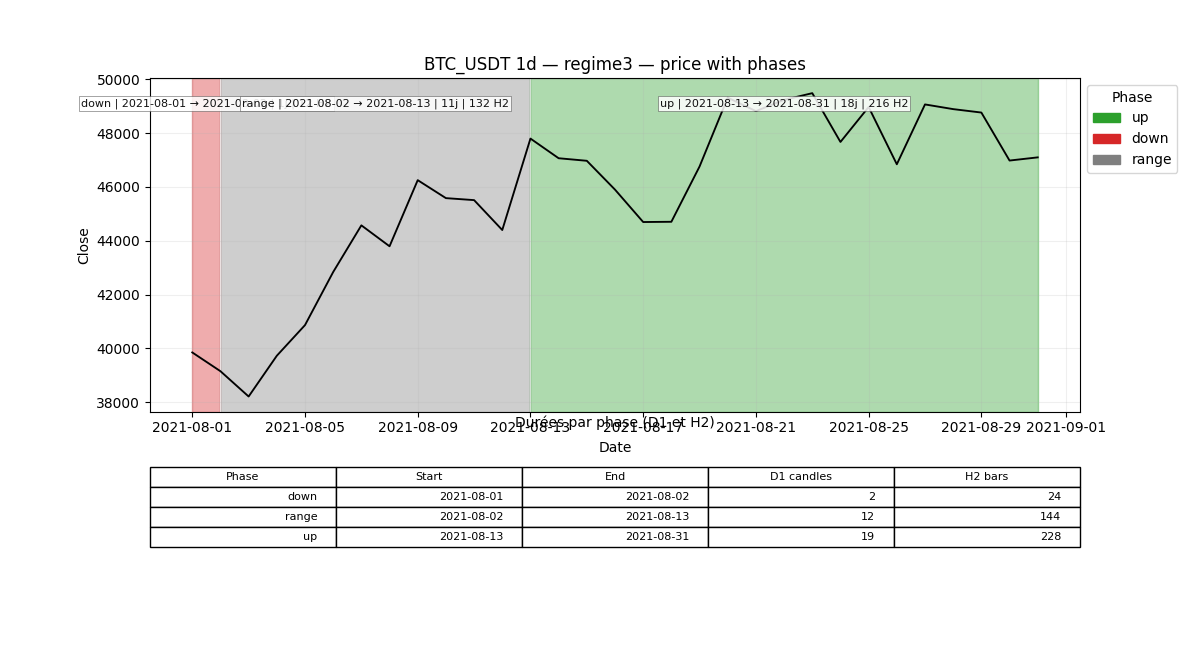 BTC_USDT 1d — regime3 — price with phases
50000
48000
46000
44000
42000
40000
38000
Close
down | 2021-08-01 → 2021-0
range | 2021-08-02 → 2021-08-13 | 11j | 132 H2
up | 2021-08-13 → 2021-08-31 | 18j | 216 H2
Phase
up
down
range
2021-08-01 2021-08-05 2021-08-09 2021-08-13 2021-08-17 2021-08-21 2021-08-25 2021-08-29 2021-09-01
Durées par phase (D1 et H2)
Date
Phase Start End D1 candles H2 bars
down 2021-08-01 2021-08-02 2 24
range 2021-08-02 2021-08-13 12 144
up 2021-08-13 2021-08-31 19 228